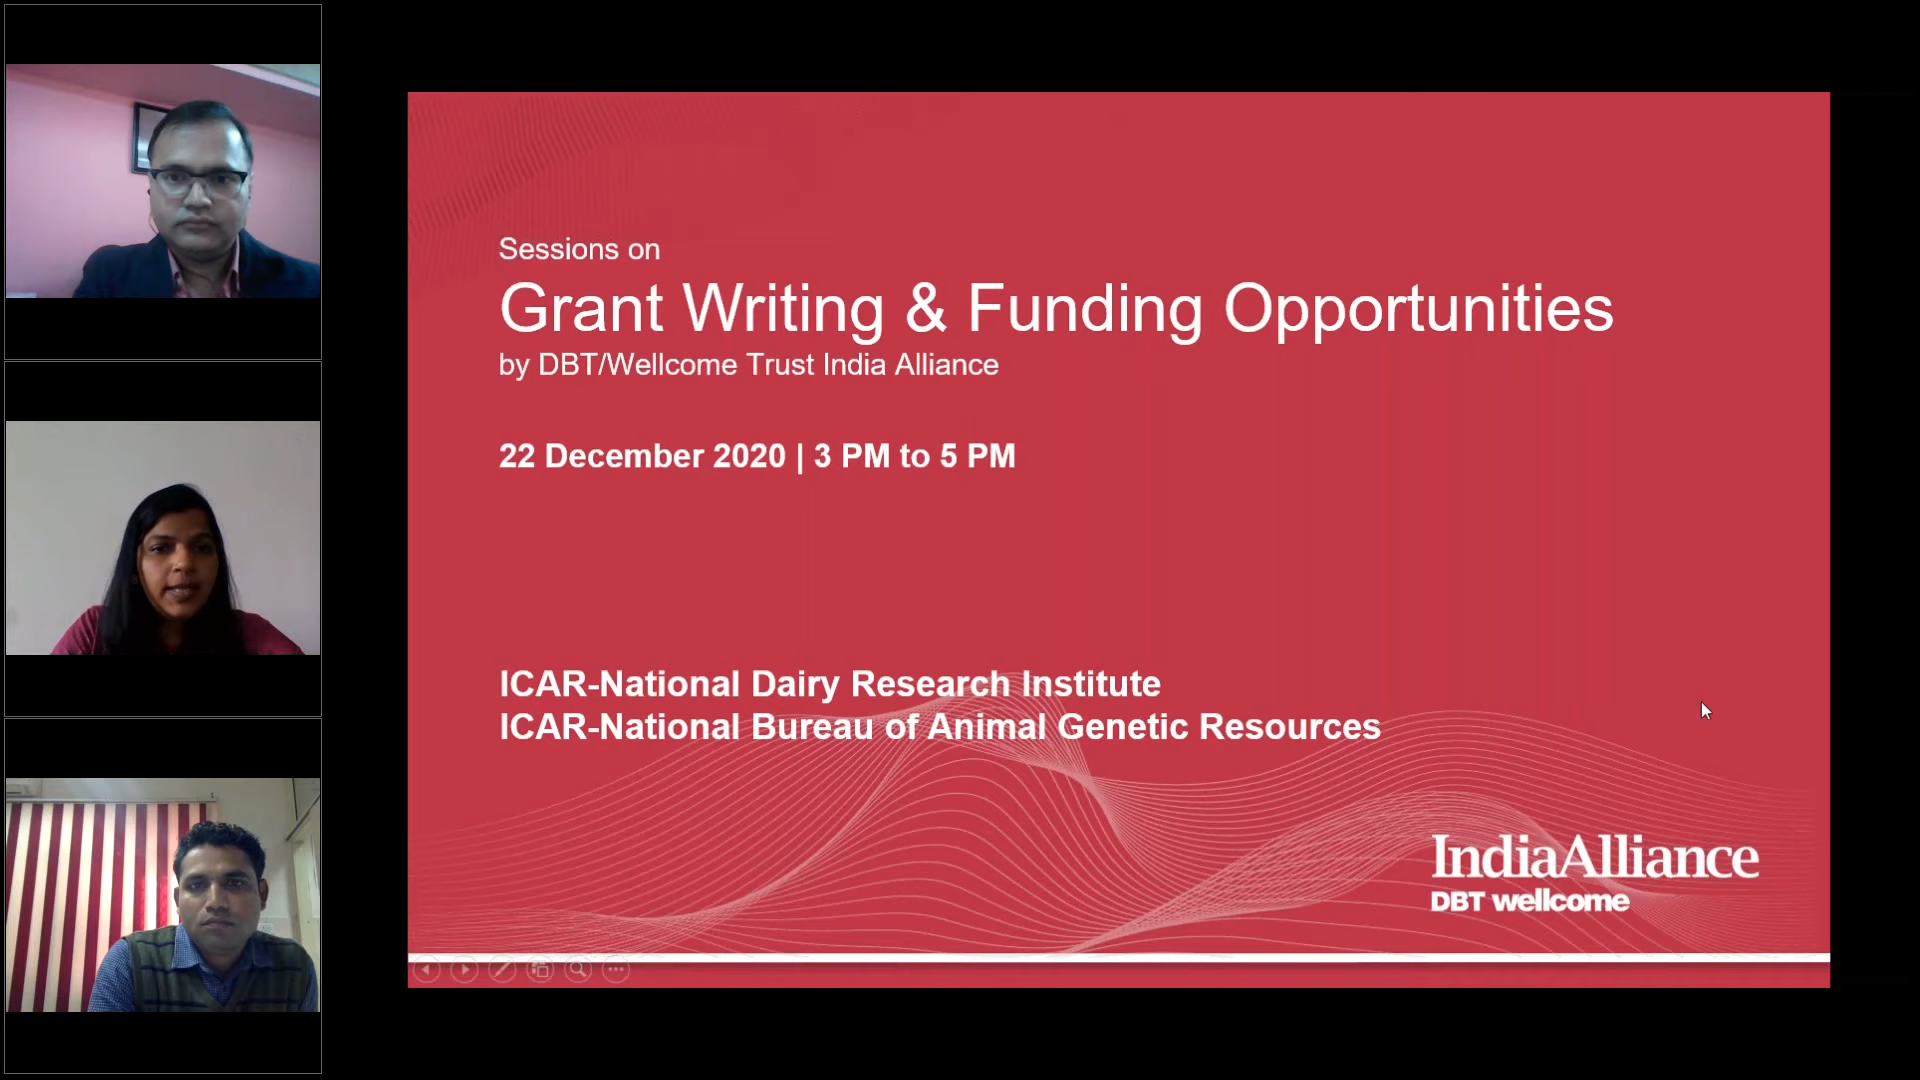 Sessions on
Grant Writing & Funding Opportunities
by DBT/Wellcome Trust India Alliance
22 December 2020 | 3 PM to 5 PM
ICAR-National Dairy Research Institute
ICAR-National Bureau of Animal Genetic Resources
IndiaAlliance
DBT wellcome